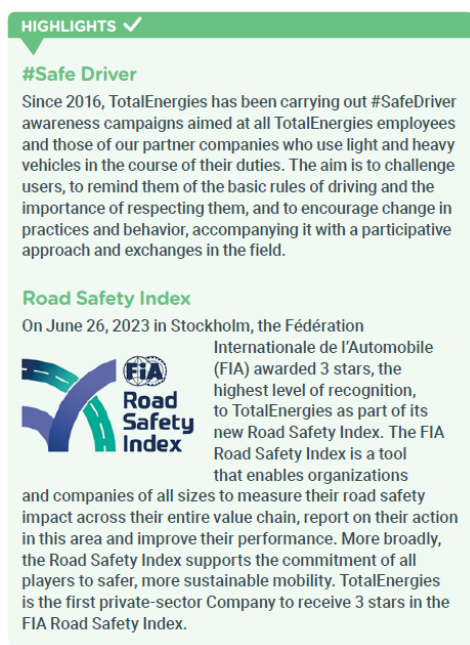 HIGHLIGHTS
#Safe Driver
Since 2016, TotalEnergies has been carrying out #SafeDriver
awareness campaigns aimed at all TotalEnergies employees
and those of our partner companies who use light and heavy
vehicles in the course of their duties. The aim is to challenge
users, to remind them of the basic rules of driving and the
importance of respecting them, and to encourage change in
practices and behavior, accompanying it with a participative
approach and exchanges in the field.
Road Safety Index
On June 26, 2023 in Stockholm, the Fédération
Internationale de l’Automobile
(FIA) awarded 3 stars, the
highest level of recognition,
to TotalEnergies as part of its
new Road Safety Index. The FIA
Road Safety Index is a tool
that enables organizations
FiA
Road
Safety
Index
and companies of all sizes to measure their road safety
impact across their entire value chain, report on their action
in this area and improve their performance. More broadly,
the Road Safety Index supports the commitment of all
players to safer, more sustainable mobility. TotalEnergies
is the first private-sector Company to receive 3 stars in the
FIA Road Safety Index.